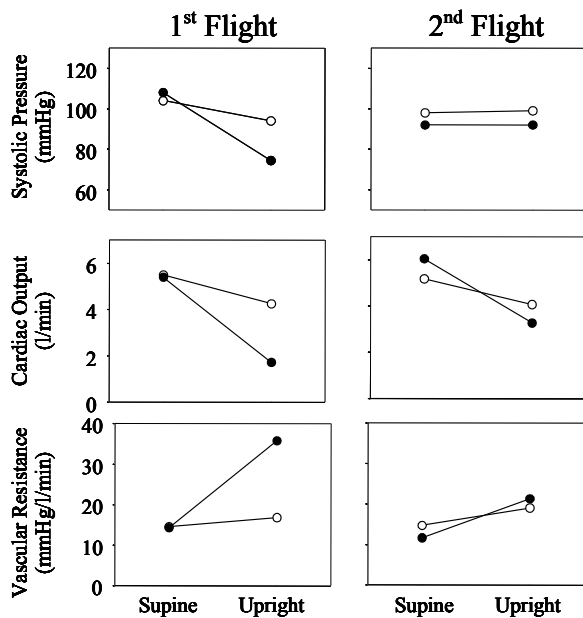 1st Flight
2nd Flight
Systolic Pressure
(mmHg)
120
100
80
60
Cardiac Output
(l/min)
6
4
2
0
Vascular Resistance
(mmHg/l/min)
40
30
20
10
0
Supine
Upright
Supine
Upright